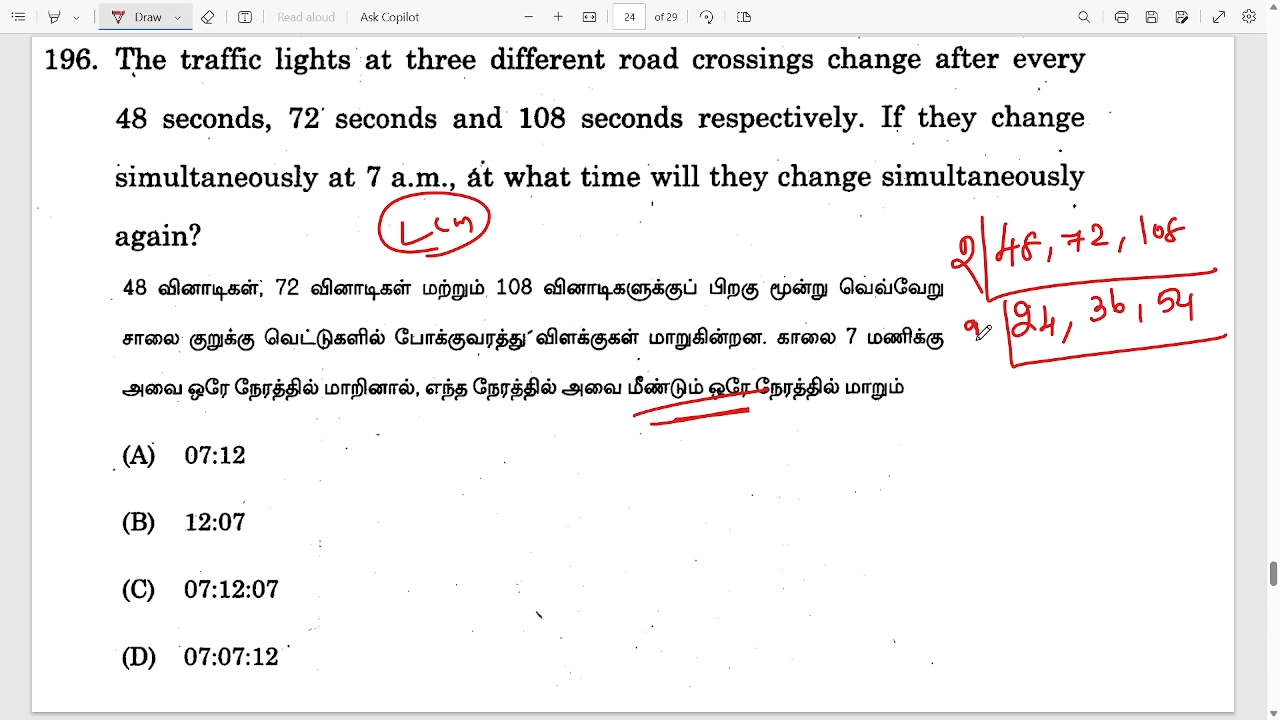 Draw
Read aloud
Ask Copilot
24 of 29
196. The traffic lights at three different road crossings change after every
48 seconds, 72 seconds and 108 seconds respectively. If they change
simultaneously at 7 a.m., at what time will they change simultaneously
again?
Lcm
2 48, 72, 108
2 24, 36, 54
48 வினாடிகள், 72 வினாடிகள் மற்றும் 108 வினாடிகளுக்குப் பிறகு மூன்று வெவ்வேறு
சாலை குறுக்கு வெட்டுகளில் போக்குவரத்து விளக்குகள் மாறுகின்றன. காலை 7 மணிக்கு
அவை ஒரே நேரத்தில் மாறினால், எந்த நேரத்தில் அவை மீண்டும் ஒரே நேரத்தில் மாறும்
(A) 07:12
(B) 12:07
(C) 07:12:07
(D) 07:07:12